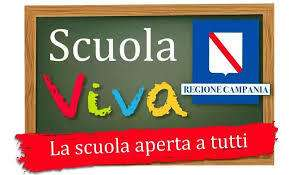 Scuola
Viva
REGIONE CAMPANIA
La scuola aperta a tutti